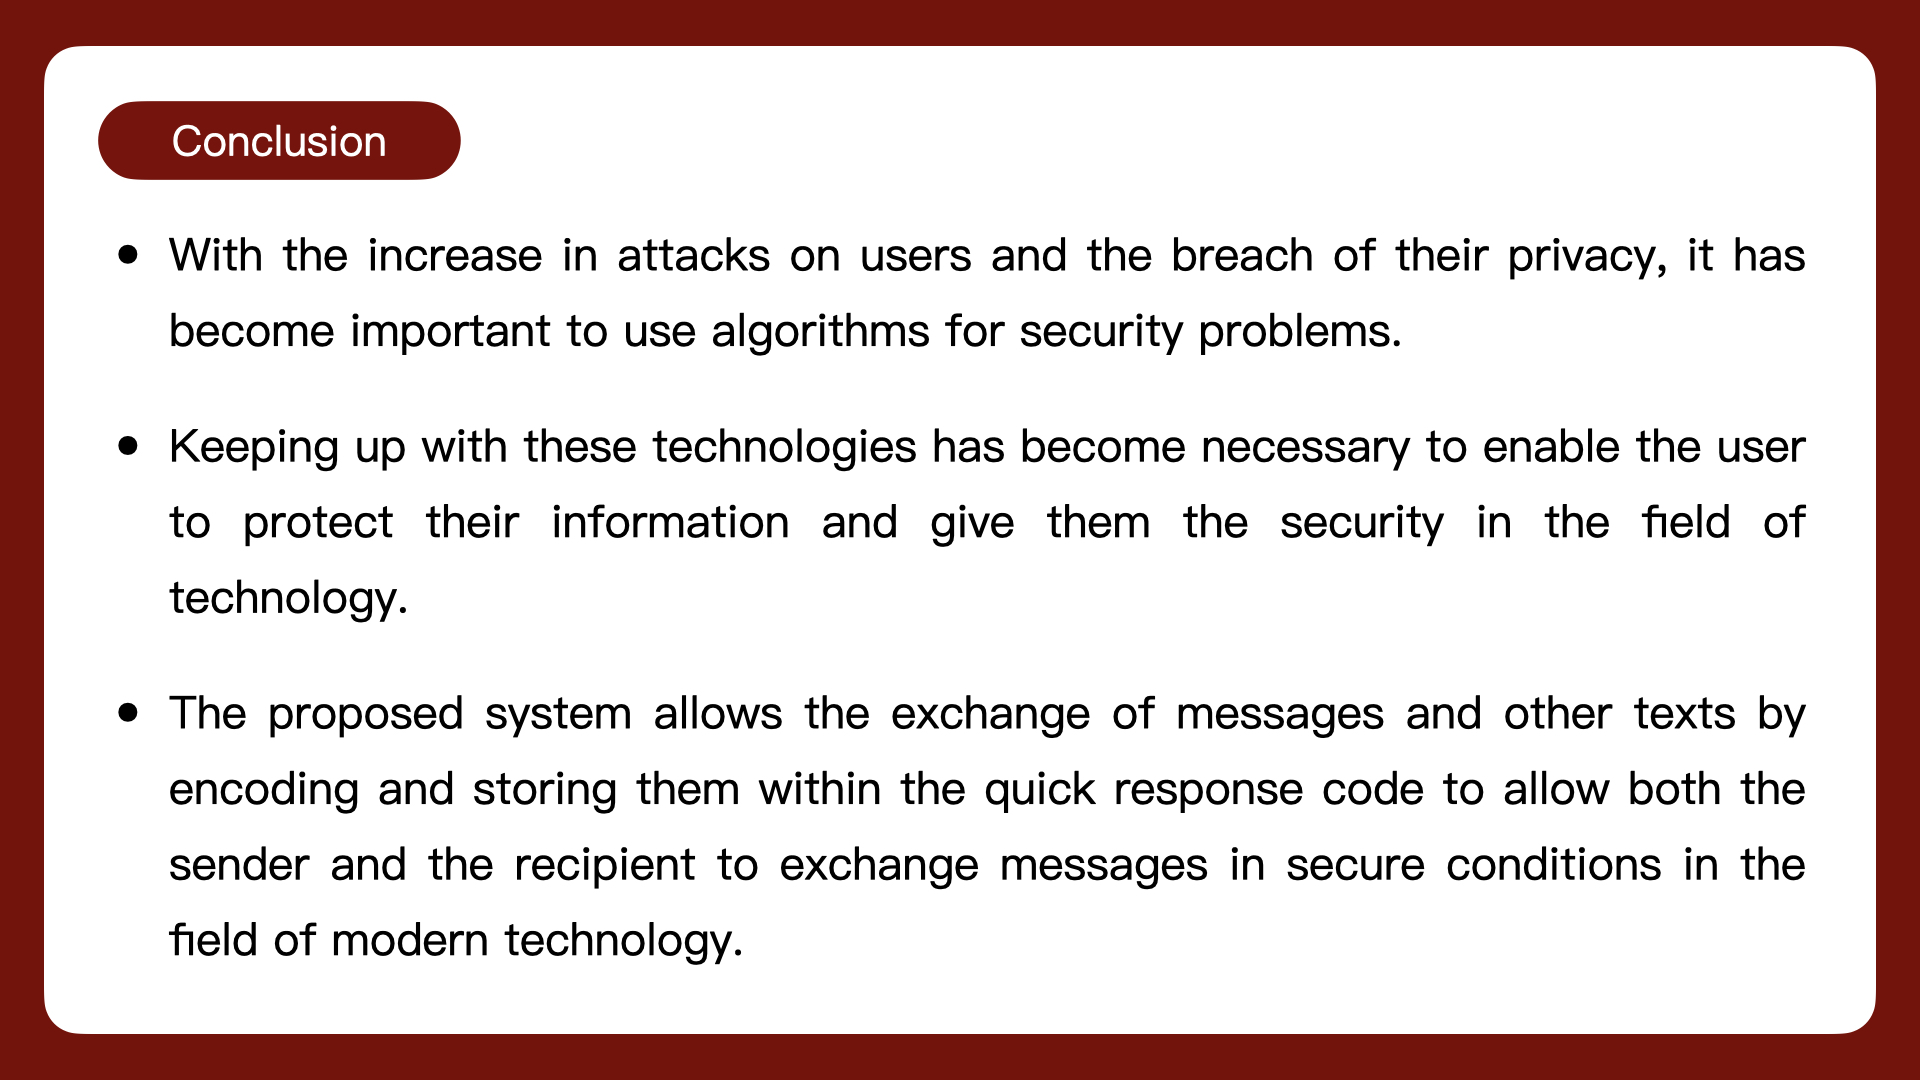 Conclusion
● With the increase in attacks on users and the breach of their privacy, it has
become important to use algorithms for security problems.
● Keeping up with these technologies has become necessary to enable the user
to protect their information and give them the security in the field of
technology.
● The proposed system allows the exchange of messages and other texts by
encoding and storing them within the quick response code to allow both the
sender and the recipient to exchange messages in secure conditions in the
field of modern technology.